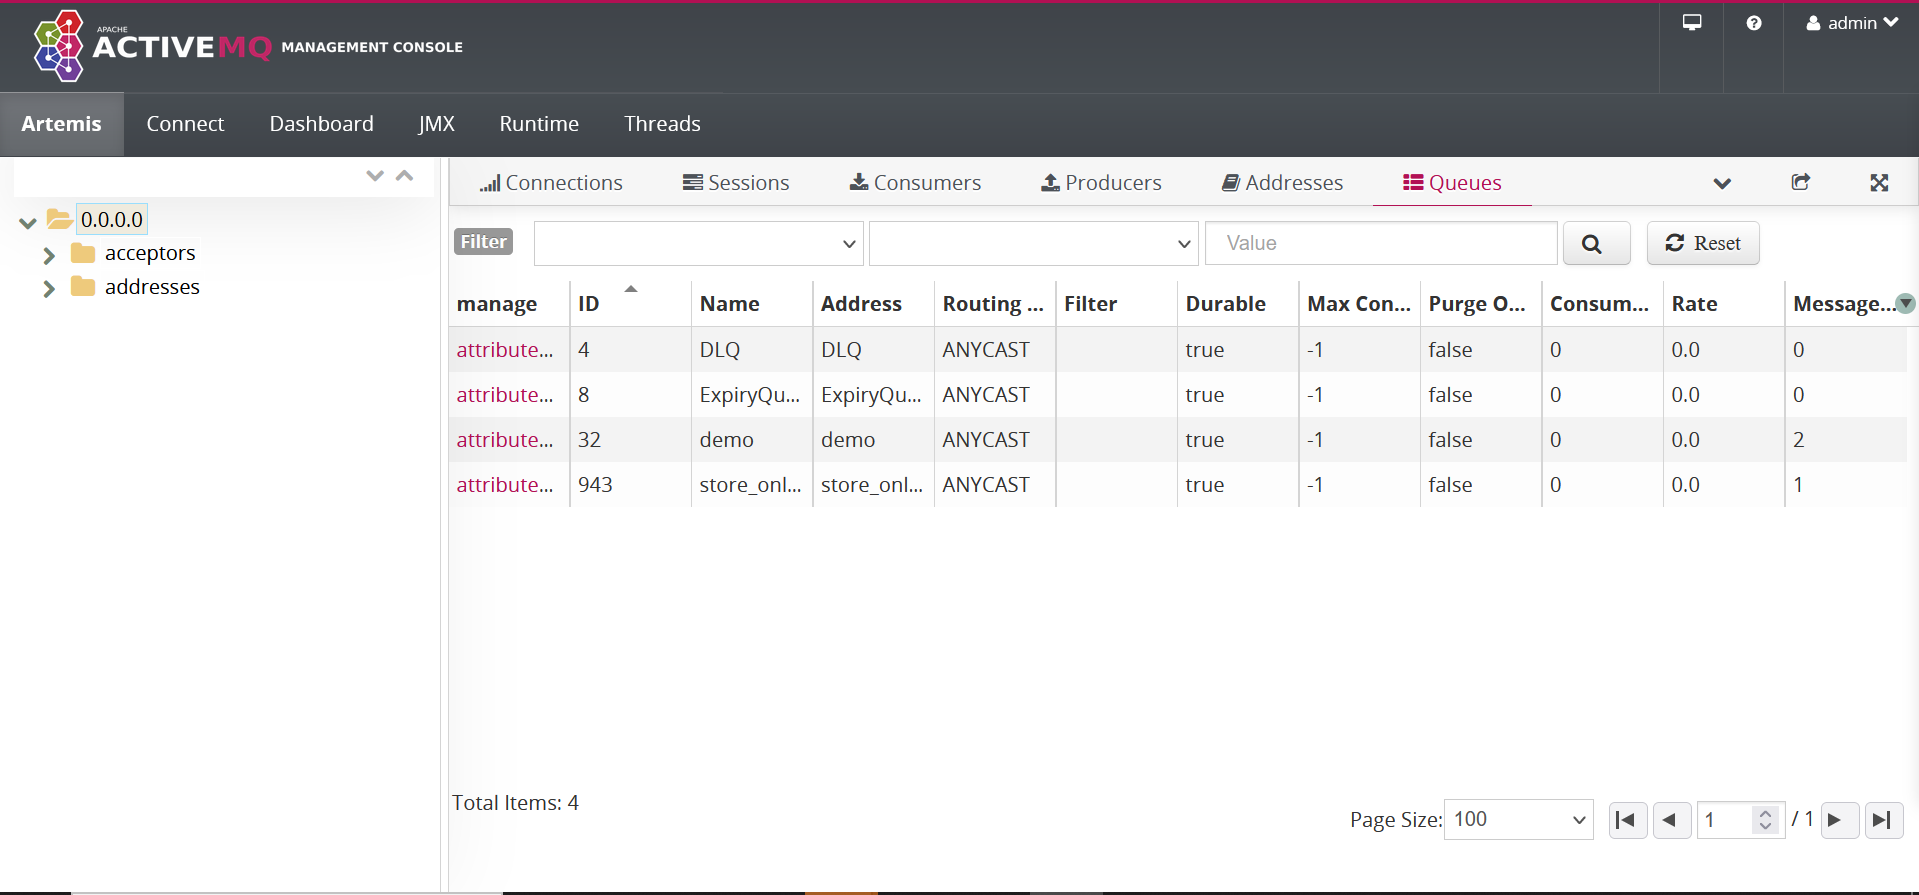 APACHE
ACTIVEMQ MANAGEMENT CONSOLE
admin
Artemis Connect Dashboard JMX Runtime Threads
Connections Sessions Consumers Producers Addresses Queues
0.0.0.0
acceptors
addresses
Filter Value Reset
manage ID Name Address Routing ... Filter Durable Max Con... Purge O... Consum... Rate Message...
attribute... 4 DLQ DLQ ANYCAST true -1 false 0 0.0 0
attribute... 8 ExpiryQu... ExpiryQu... ANYCAST true -1 false 0 0.0 0
attribute... 32 demo demo ANYCAST true -1 false 0 0.0 2
attribute... 943 store_onl... store_onl... ANYCAST true -1 false 0 0.0 1
Total Items: 4
Page Size: 100 1 / 1